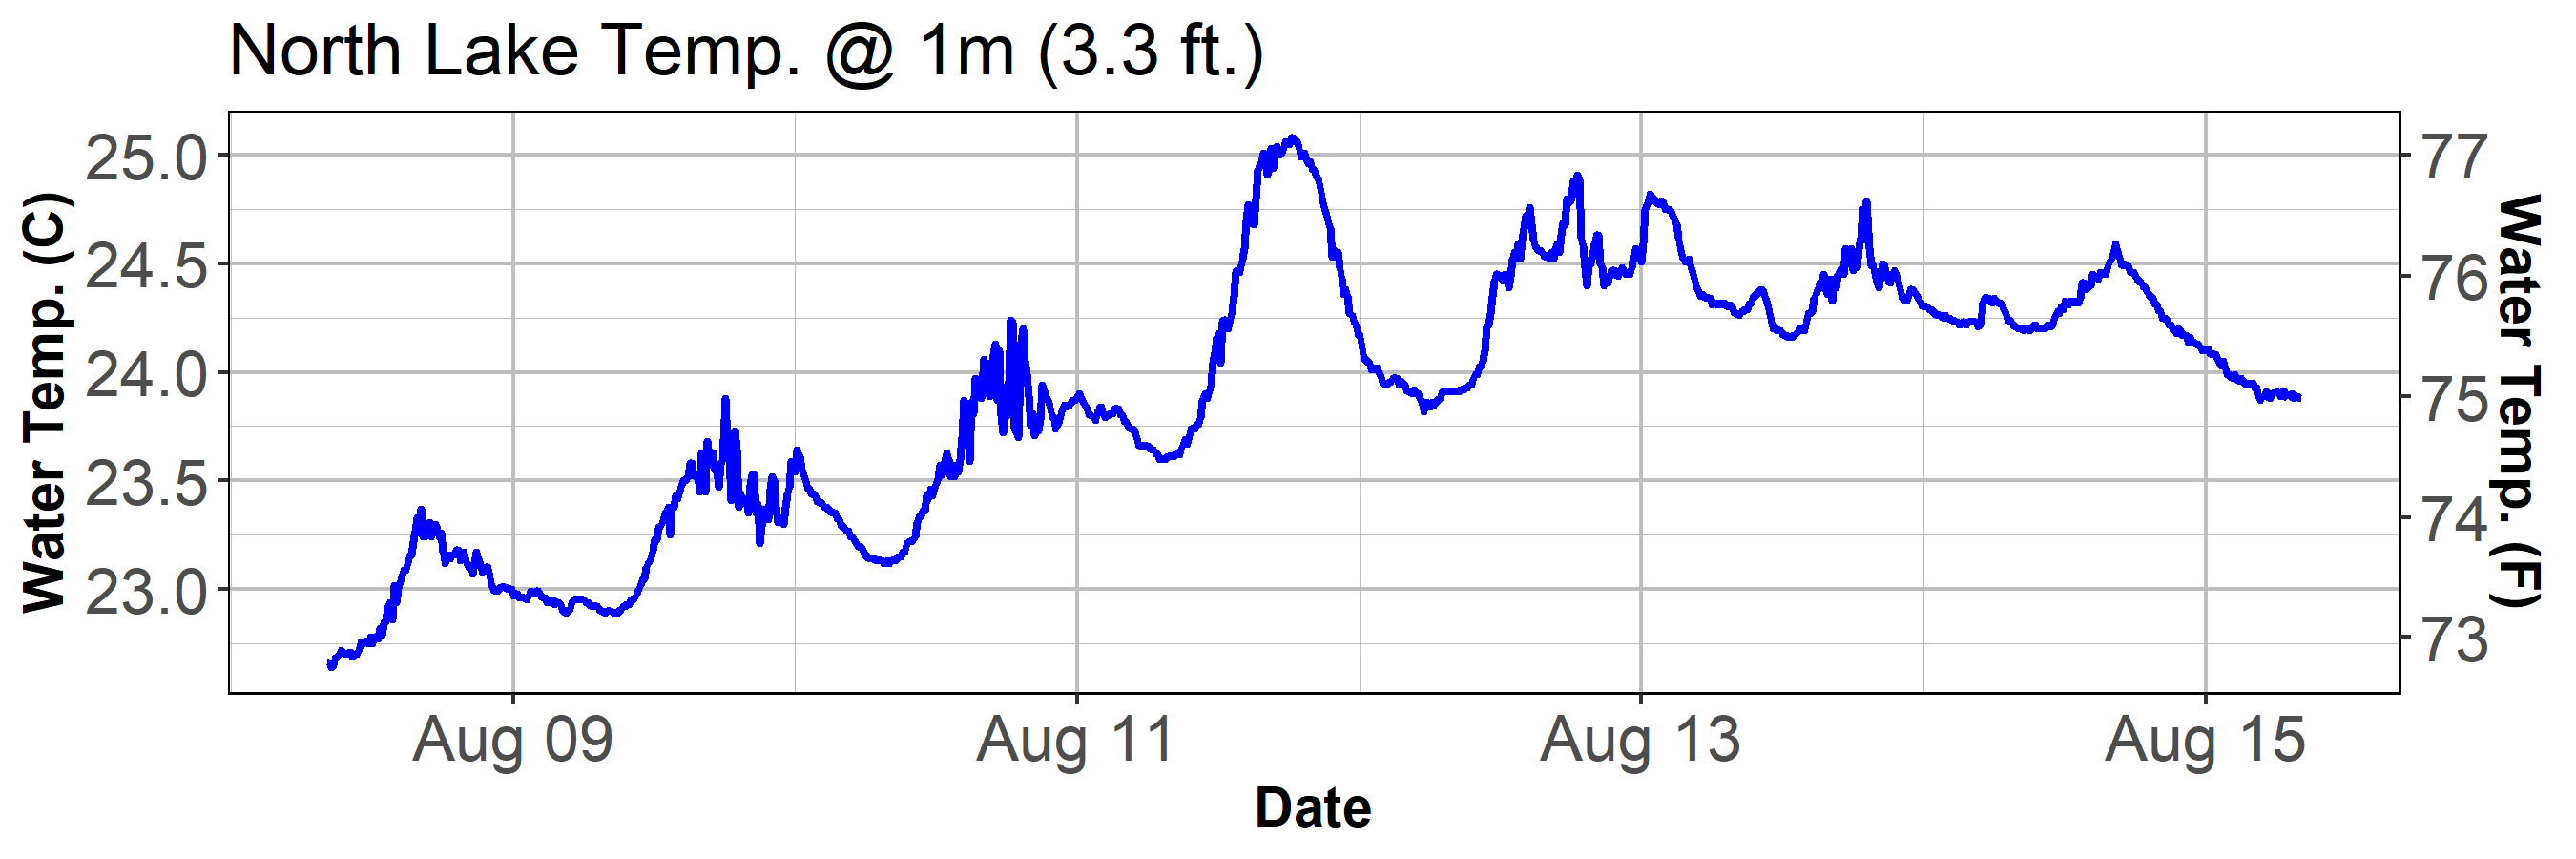 North Lake Temp. @ 1m (3.3 ft.)
Water Temp. (C)
25.0
24.5
24.0
23.5
23.0
77
76
75
74
73
Water Temp. (F)
Aug 09 Aug 11 Aug 13 Aug 15
Date